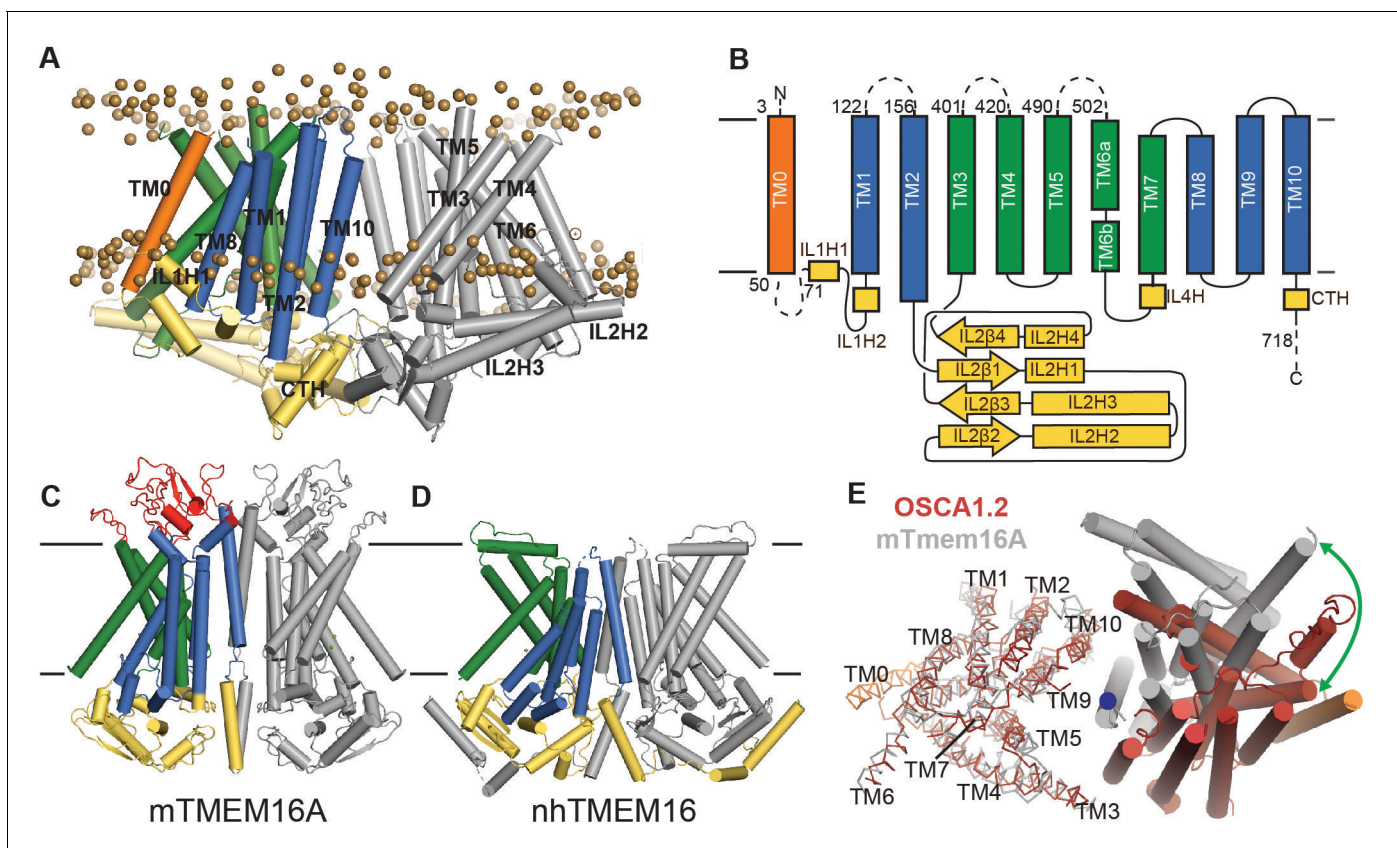 A
TM5
TM0
TM3
TM4
TM1
TM8
TM10
TM6
IL1H1
TM2
IL2H2
IL2H3
CTH
B
3
N
122
156
401
420
490
502
TM0
TM1
TM2
TM3
TM4
TM5
TM6a
TM6b
TM7
TM8
TM9
TM10
50
71
IL1H1
IL1H2
IL4H
CTH
718
C
IL2β4
IL2H4
IL2β1
IL2H1
IL2β3
IL2H3
IL2β2
IL2H2
C
mTMEM16A
D
nhTMEM16
E
OSCA1.2
mTmem16A
TM1
TM2
TM8
TM10
TM0
TM9
TM5
TM7
TM6
TM4
TM3